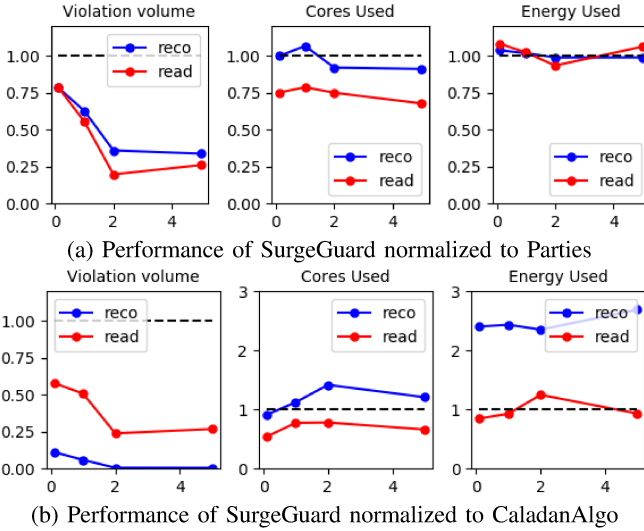 Violation volume
Cores Used
Energy Used
1.00
0.75
0.50
0.25
0.00
0
2
4
reco
read
1.00
0.75
0.50
0.25
0.00
0
2
4
reco
read
1.00
0.75
0.50
0.25
0.00
0
2
4
reco
read
(a) Performance of SurgeGuard normalized to Parties
Violation volume
Cores Used
Energy Used
1.00
0.75
0.50
0.25
0.00
0
2
4
reco
read
3
2
1
0
0
2
4
reco
read
3
2
1
0
0
2
4
reco
read
(b) Performance of SurgeGuard normalized to CaladanAlgo